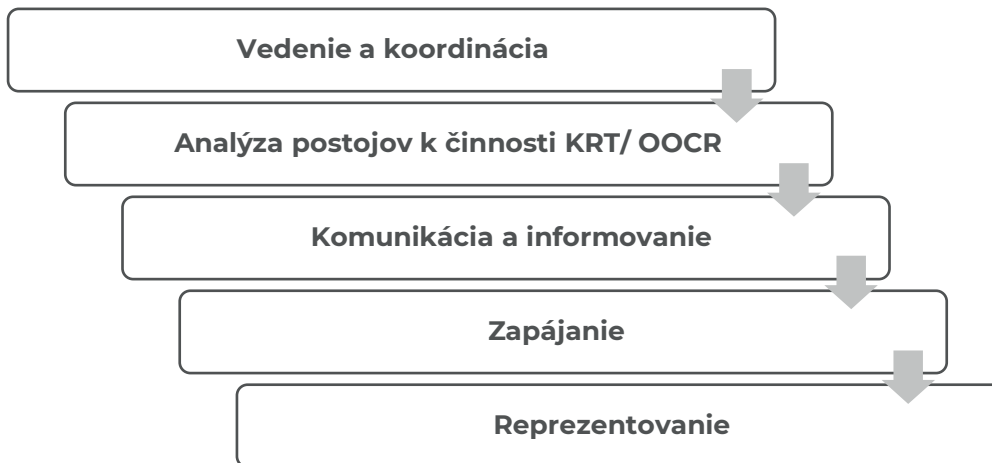 Vedenie a koordinácia
Analýza postojov k činnosti KRT/ OOCR
Komunikácia a informovanie
Zapájanie
Reprezentovanie